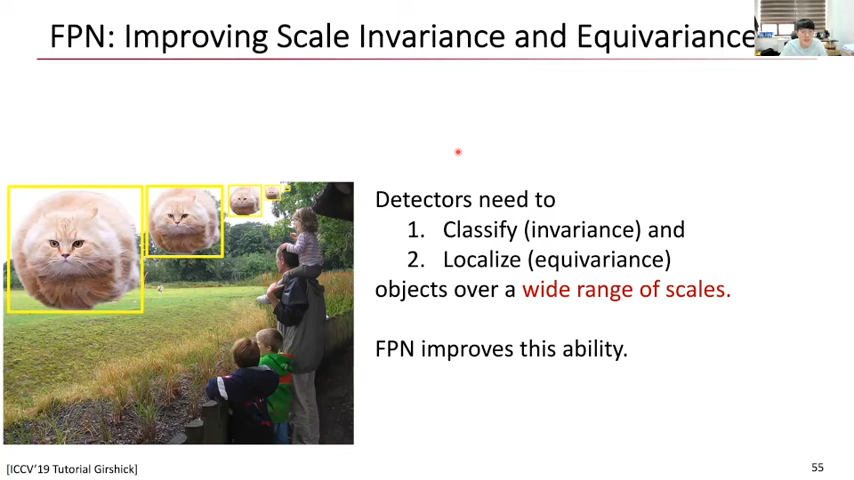 FPN: Improving Scale Invariance and Equivariance
Detectors need to
1. Classify (invariance) and
2. Localize (equivariance)
objects over a wide range of scales.
FPN improves this ability.
[ICCV'19 Tutorial Girshick]
55